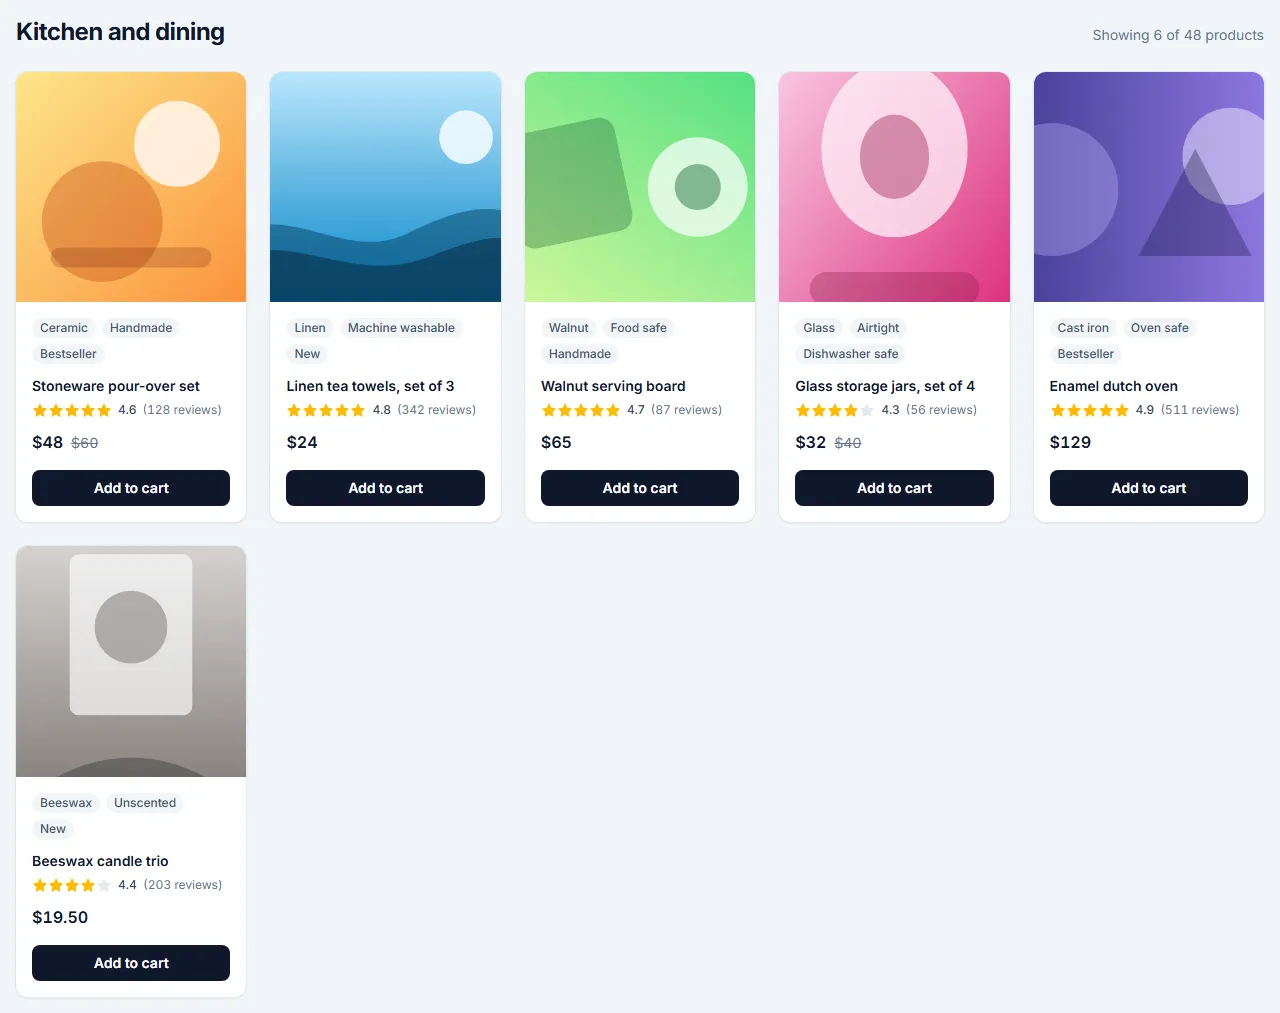 Kitchen and dining
Showing 6 of 48 products
Ceramic Handmade
Bestseller
Stoneware pour-over set
4.6 (128 reviews)
$48 $60
Add to cart
Linen Machine washable
New
Linen tea towels, set of 3
4.8 (342 reviews)
$24
Add to cart
Walnut Food safe
Handmade
Walnut serving board
4.7 (87 reviews)
$65
Add to cart
Glass Airtight
Dishwasher safe
Glass storage jars, set of 4
4.3 (56 reviews)
$32 $40
Add to cart
Cast iron Oven safe
Bestseller
Enamel dutch oven
4.9 (511 reviews)
$129
Add to cart
Beeswax Unscented
New
Beeswax candle trio
4.4 (203 reviews)
$19.50
Add to cart